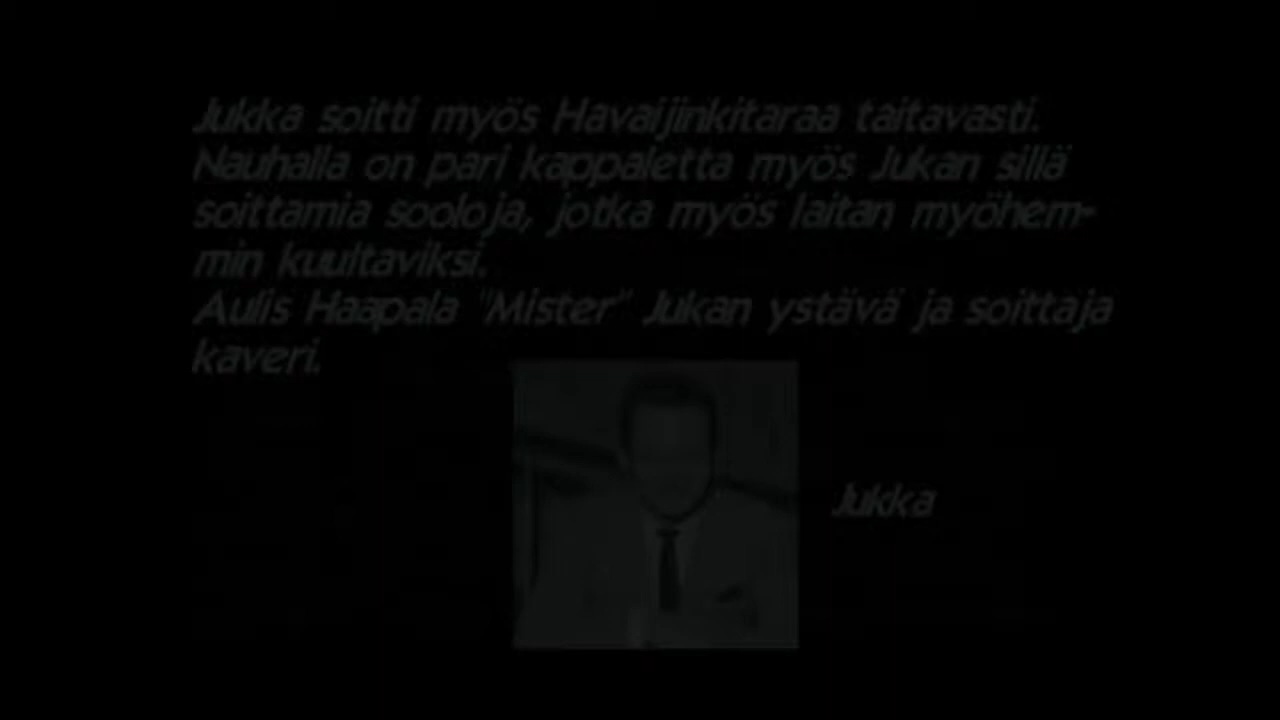 Jukka soitti myös Havaijinkitaraa taitavasti.
Nauhalla on pari kappaletta myös Jukan sillä
soittamia sooloja, jotka myös laitan myöhem-
min kuultaviksi.
Aulis Haapala "Mister" Jukan ystävä ja soittaja
kaveri.
Jukka